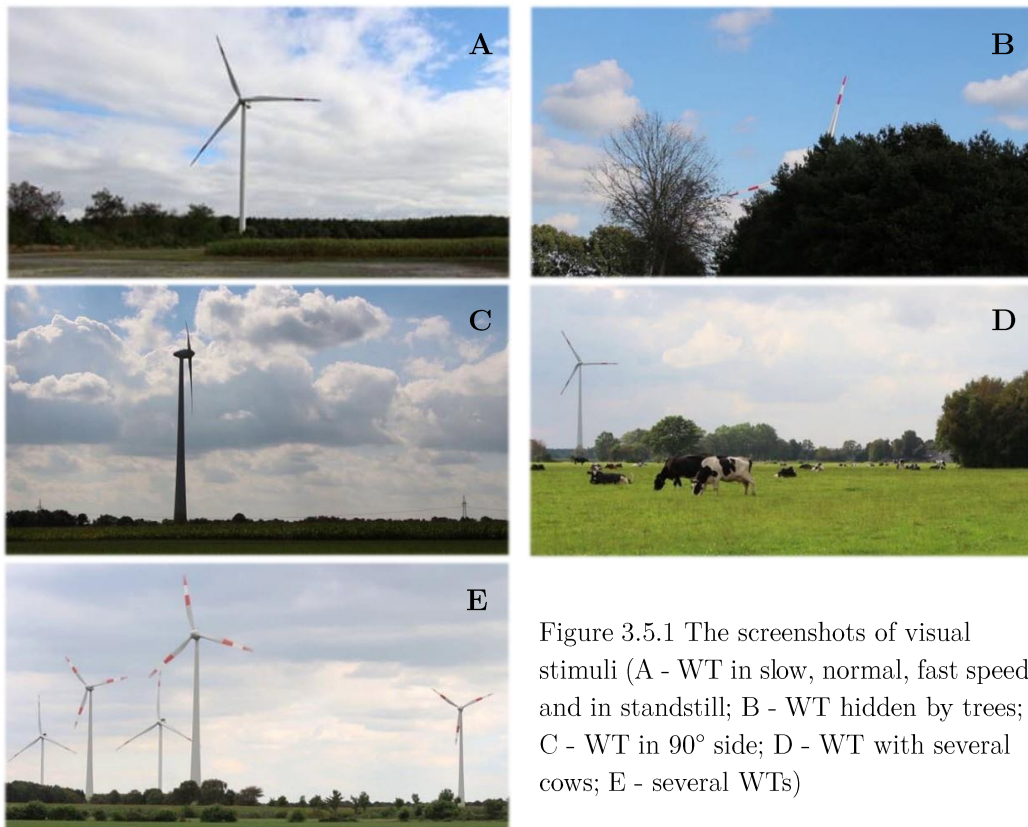 A
B
C
D
E
Figure 3.5.1 The screenshots of visual
stimuli (A - WT in slow, normal, fast speed
and in standstill; B - WT hidden by trees;
C - WT in 90° side; D - WT with several
cows; E - several WTs)